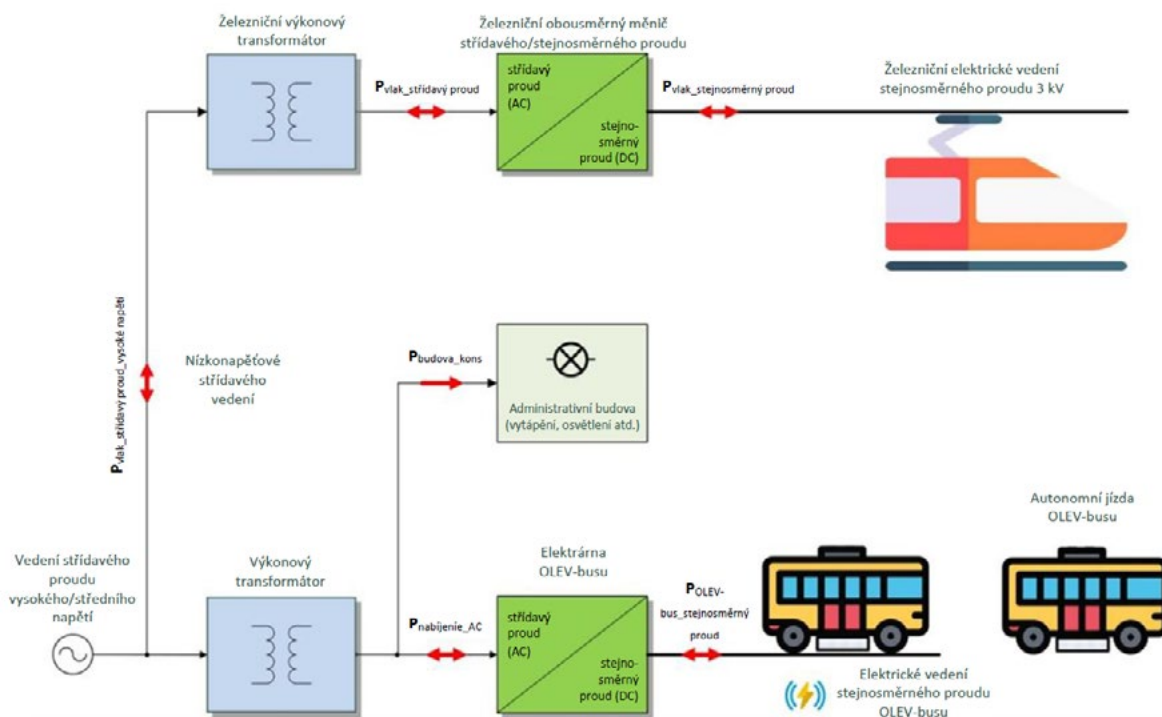 Železniční výkonový
transformátor
Železniční obousměrný měnič
střídavého/stejnosměrného proudu
střídavý
proud
(AC)
stejno-
směrný
proud (DC)
Pvlak_střídavý proud
Pvlak_stejnosměrný proud
Železniční elektrické vedení
stejnosměrného proudu 3 kV
Pvlak_střídavý proud_vysoké napětí
Nízkonapěťové
střídavého
vedení
Pbudova_kons
Administrativní budova
(vytápění, osvětlení atd.)
Vedení střídavého
proudu
vysokého/středního
napětí
Výkonový
transformátor
Pnabíjenie_AC
Elektrárna
OLEV-busu
střídavý
proud
(AC)
stejno-
směrný
proud (DC)
POLEV-
bus_stejnosměrný
proud
Autonomní jízda
OLEV-busu
Elektrické vedení
stejnosměrného proudu
OLEV-busu